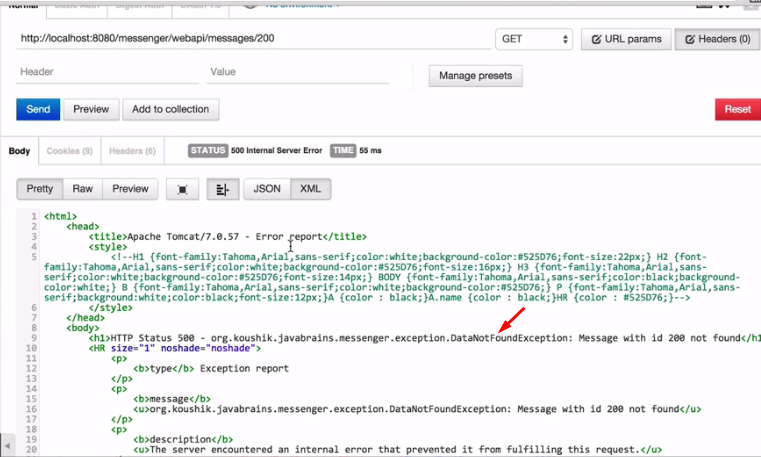 Normal Basic Auth Digest Auth OAuth 1.0 No environment
http://localhost:8080/messenger/webapi/messages/200 GET URL params Headers (0)
Header Value Manage presets
Send Preview Add to collection Reset
Body Cookies (9) Headers (6) STATUS 500 Internal Server Error TIME 55 ms
Pretty Raw Preview JSON XML
1 <html>
2 <head>
3 <title>Apache Tomcat/7.0.57 - Error report</title>
4 <style>
5 <!--H1 {font-family:Tahoma,Arial,sans-serif;color:white;background-color:#525D76;font-size:22px;} H2 {font-
family:Tahoma,Arial,sans-serif;color:white;background-color:#525D76;font-size:16px;} H3 {font-family:Tahoma,Arial,sans-
serif;color:white;background-color:#525D76;font-size:14px;} BODY {font-family:Tahoma,Arial,sans-serif;color:black;background-
color:white;} B {font-family:Tahoma,Arial,sans-serif;color:white;background-color:#525D76;} P {font-family:Tahoma,Arial,sans-
serif;background:white;color:black;font-size:12px;}A {color : black;}A.name {color : black;}HR {color : #525D76;}-->
6 </style>
7 </head>
8 <body>
9 <h1>HTTP Status 500 - org.koushik.javabrains.messenger.exception.DataNotFoundException: Message with id 200 not found</h1
10 <HR size="1" noshade="noshade">
11 <p>
12 <b>type</b> Exception report
13 </p>
14 <p>
15 <b>message</b>
16 <u>org.koushik.javabrains.messenger.exception.DataNotFoundException: Message with id 200 not found</u>
17 </p>
18 <p>
19 <b>description</b>
20 <u>The server encountered an internal error that prevented it from fulfilling this request.</u>